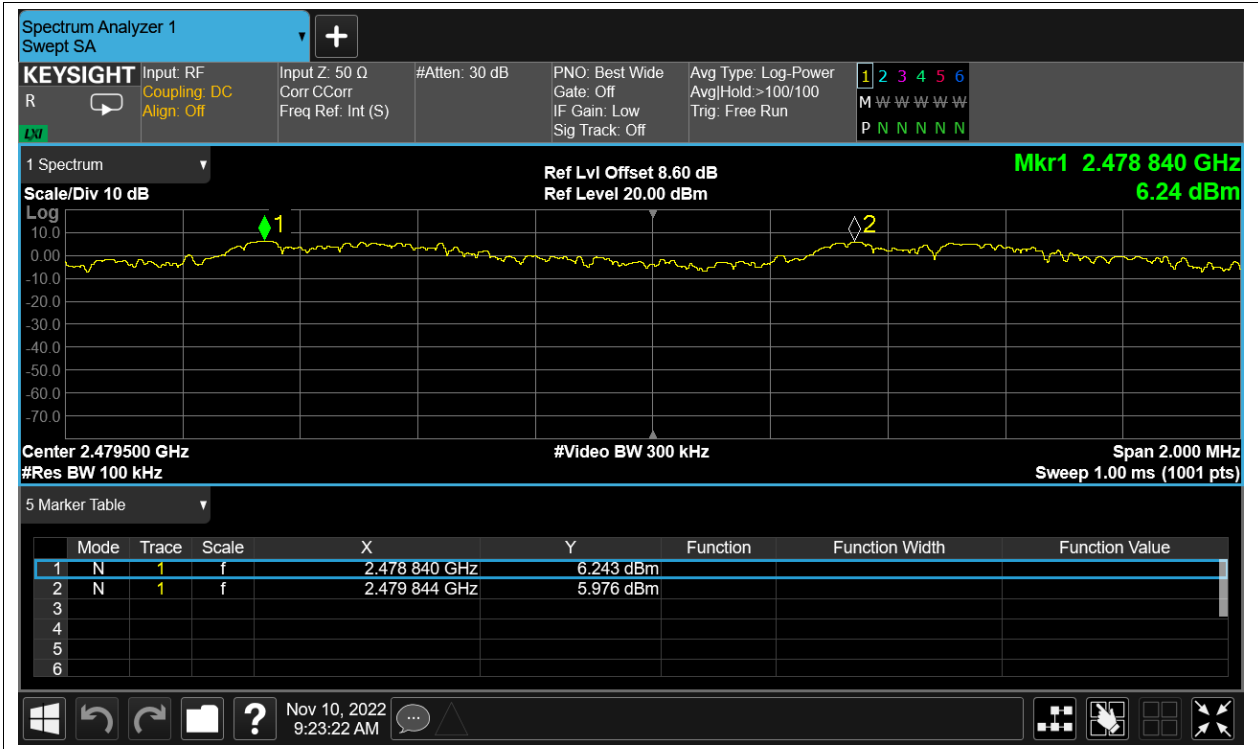 Spectrum Analyzer 1
Swept SA
KEYSIGHT
R
LXI
Input: RF
Coupling: DC
Align: Off
Input Z: 50 Ω
Corr CCorr
Freq Ref: Int (S)
#Atten: 30 dB
PNO: Best Wide
Gate: Off
IF Gain: Low
Sig Track: Off
Avg Type: Log-Power
Avg|Hold:>100/100
Trig: Free Run
1 2 3 4 5 6
M W W W W W
P N N N N N
1 Spectrum
Scale/Div 10 dB
Ref Lvl Offset 8.60 dB
Ref Level 20.00 dBm
Mkr1 2.478 840 GHz
6.24 dBm
Log
10.0
0.00
-10.0
-20.0
-30.0
-40.0
-50.0
-60.0
-70.0
1
2
Center 2.479500 GHz
#Res BW 100 kHz
#Video BW 300 kHz
Span 2.000 MHz
Sweep 1.00 ms (1001 pts)
5 Marker Table
Mode Trace Scale X Y Function Function Width Function Value
1 N 1 f 2.478 840 GHz 6.243 dBm
2 N 1 f 2.479 844 GHz 5.976 dBm
3
4
5
6
?
Nov 10, 2022
9:23:22 AM